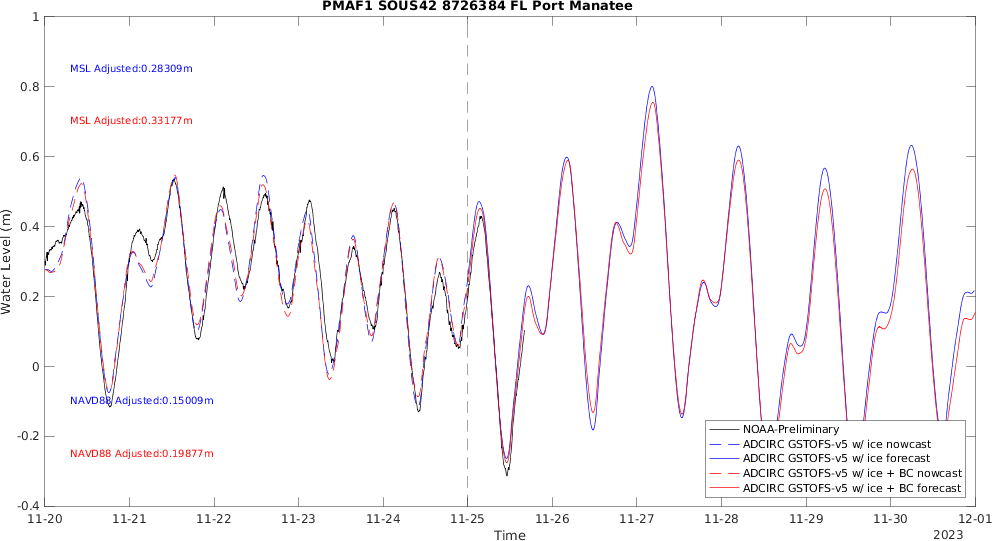 PMAF1 SOUS42 8726384 FL Port Manatee
1
0.8
0.6
0.4
0.2
0
-0.2
-0.4
Water Level (m)
MSL Adjusted:0.28309m
MSL Adjusted:0.33177m
NAVD88 Adjusted:0.15009m
NAVD88 Adjusted:0.19877m
NOAA-Preliminary
ADCIRC GSTOFS-v5 w/ ice nowcast
ADCIRC GSTOFS-v5 w/ ice forecast
ADCIRC GSTOFS-v5 w/ ice + BC nowcast
ADCIRC GSTOFS-v5 w/ ice + BC forecast
11-20 11-21 11-22 11-23 11-24 11-25 11-26 11-27 11-28 11-29 11-30 12-01
Time
2023